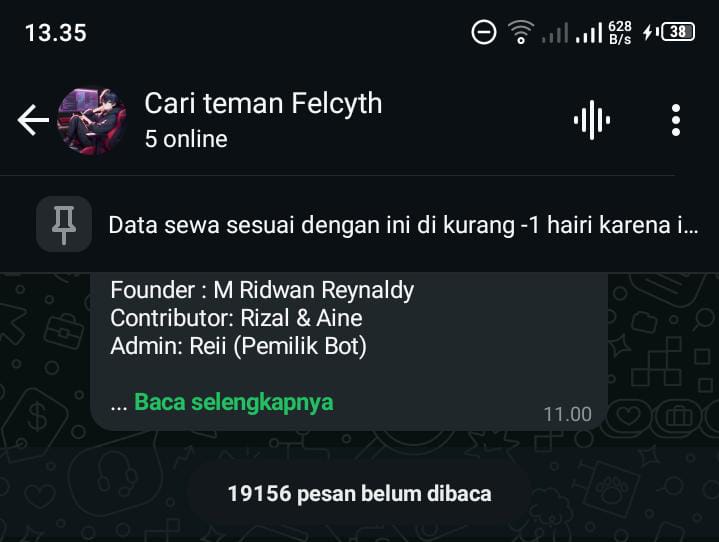 13.35
628 B/s
38
Cari teman Felcyth
5 online
Data sewa sesuai dengan ini di kurang -1 hairi karena i...
Founder : M Ridwan Reynaldy
Contributor: Rizal & Aine
Admin: Reii (Pemilik Bot)
... Baca selengkapnya
11.00
19156 pesan belum dibaca